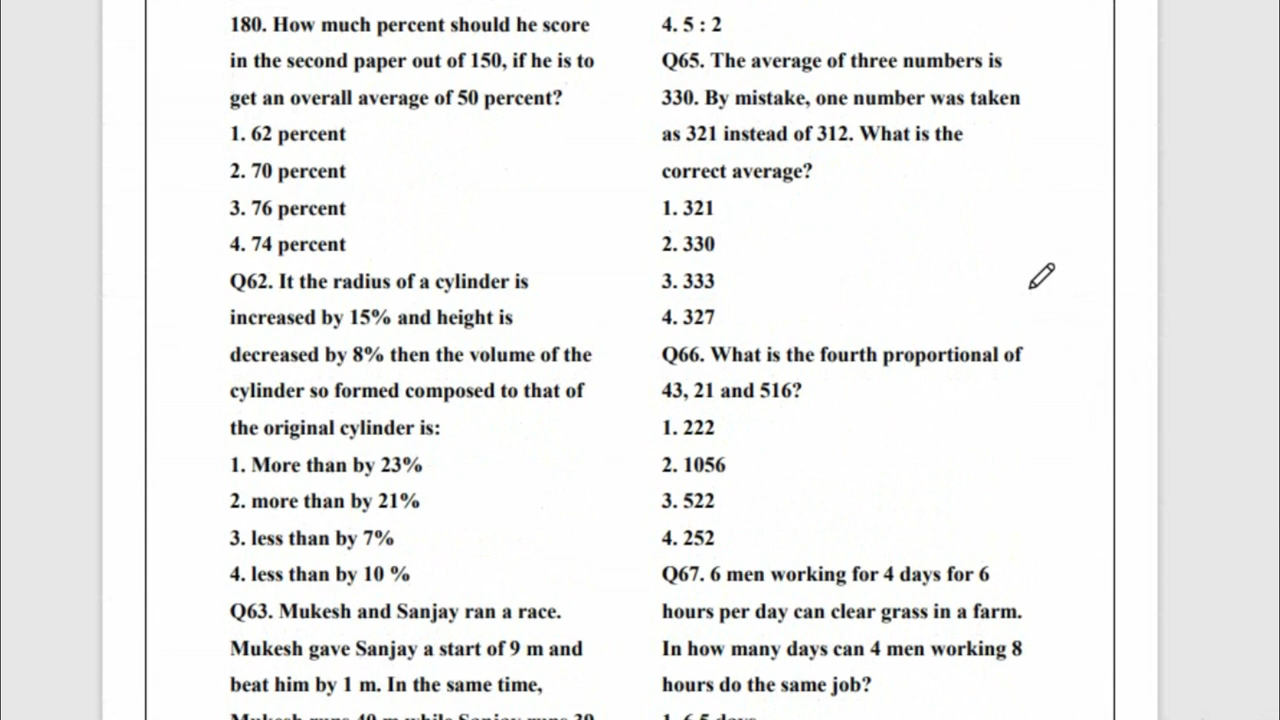 180. How much percent should he score
in the second paper out of 150, if he is to
get an overall average of 50 percent?
1. 62 percent
2. 70 percent
3. 76 percent
4. 74 percent
Q62. It the radius of a cylinder is
increased by 15% and height is
decreased by 8% then the volume of the
cylinder so formed composed to that of
the original cylinder is:
1. More than by 23%
2. more than by 21%
3. less than by 7%
4. less than by 10 %
Q63. Mukesh and Sanjay ran a race.
Mukesh gave Sanjay a start of 9 m and
beat him by 1 m. In the same time,
Mukesh runs 40 m while Sanjay runs
4. 5 : 2
Q65. The average of three numbers is
330. By mistake, one number was taken
as 321 instead of 312. What is the
correct average?
1. 321
2. 330
3. 333
4. 327
Q66. What is the fourth proportional of
43, 21 and 516?
1. 222
2. 1056
3. 522
4. 252
Q67. 6 men working for 4 days for 6
hours per day can clear grass in a farm.
In how many days can 4 men working 8
hours do the same job?
1. 6.5 days